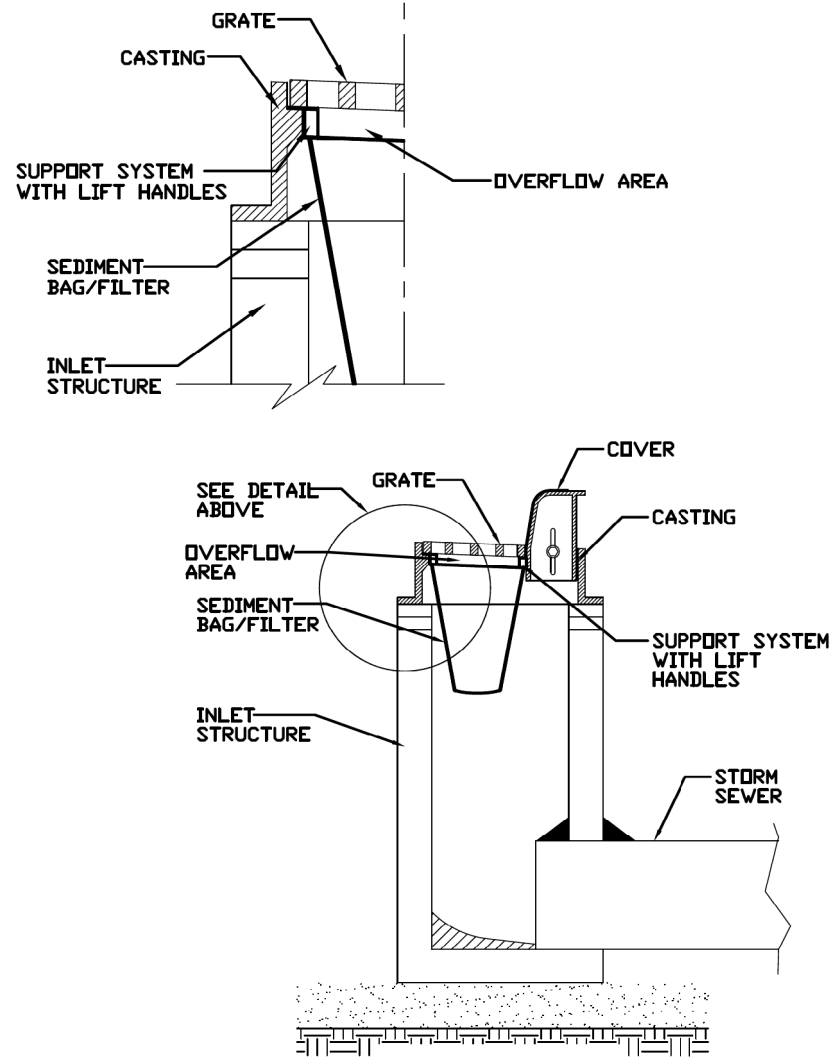 GRATE
CASTING
SUPPORT SYSTEM
WITH LIFT HANDLES
OVERFLOW AREA
SEDIMENT
BAG/FILTER
INLET
STRUCTURE
COVER
SEE DETAIL
ABOVE
GRATE
CASTING
OVERFLOW
AREA
SEDIMENT
BAG/FILTER
SUPPORT SYSTEM
WITH LIFT
HANDLES
INLET
STRUCTURE
STORM
SEWER